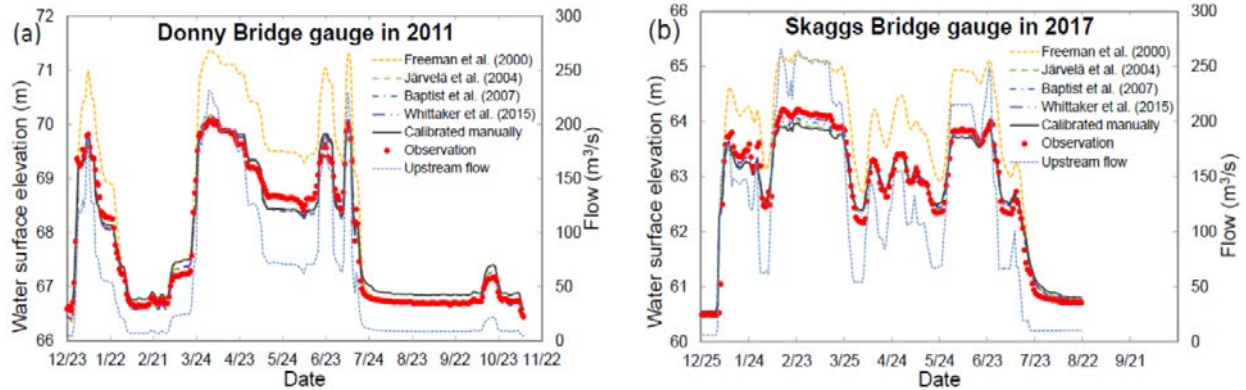 (a)
Donny Bridge gauge in 2011
Water surface elevation (m)
72
71
70
69
68
67
66
Freeman et al. (2000)
Järvelä et al. (2004)
Baptist et al. (2007)
Whittaker et al. (2015)
Calibrated manually
Observation
Upstream flow
300
250
200
150
100
50
0
Flow (m³/s)
12/23 1/22 2/21 3/24 4/23 5/24 6/23 7/24 8/23 9/23 10/23 11/22
Date
(b)
Skaggs Bridge gauge in 2017
Water surface elevation (m)
66
65
64
63
62
61
60
Freeman et al. (2000)
Järvelä et al. (2004)
Baptist et al. (2007)
Whittaker et al. (2015)
Calibrated manually
Observation
Upstream flow
300
250
200
150
100
50
0
Flow (m³/s)
12/25 1/24 2/23 3/25 4/24 5/24 6/23 7/23 8/22 9/21
Date